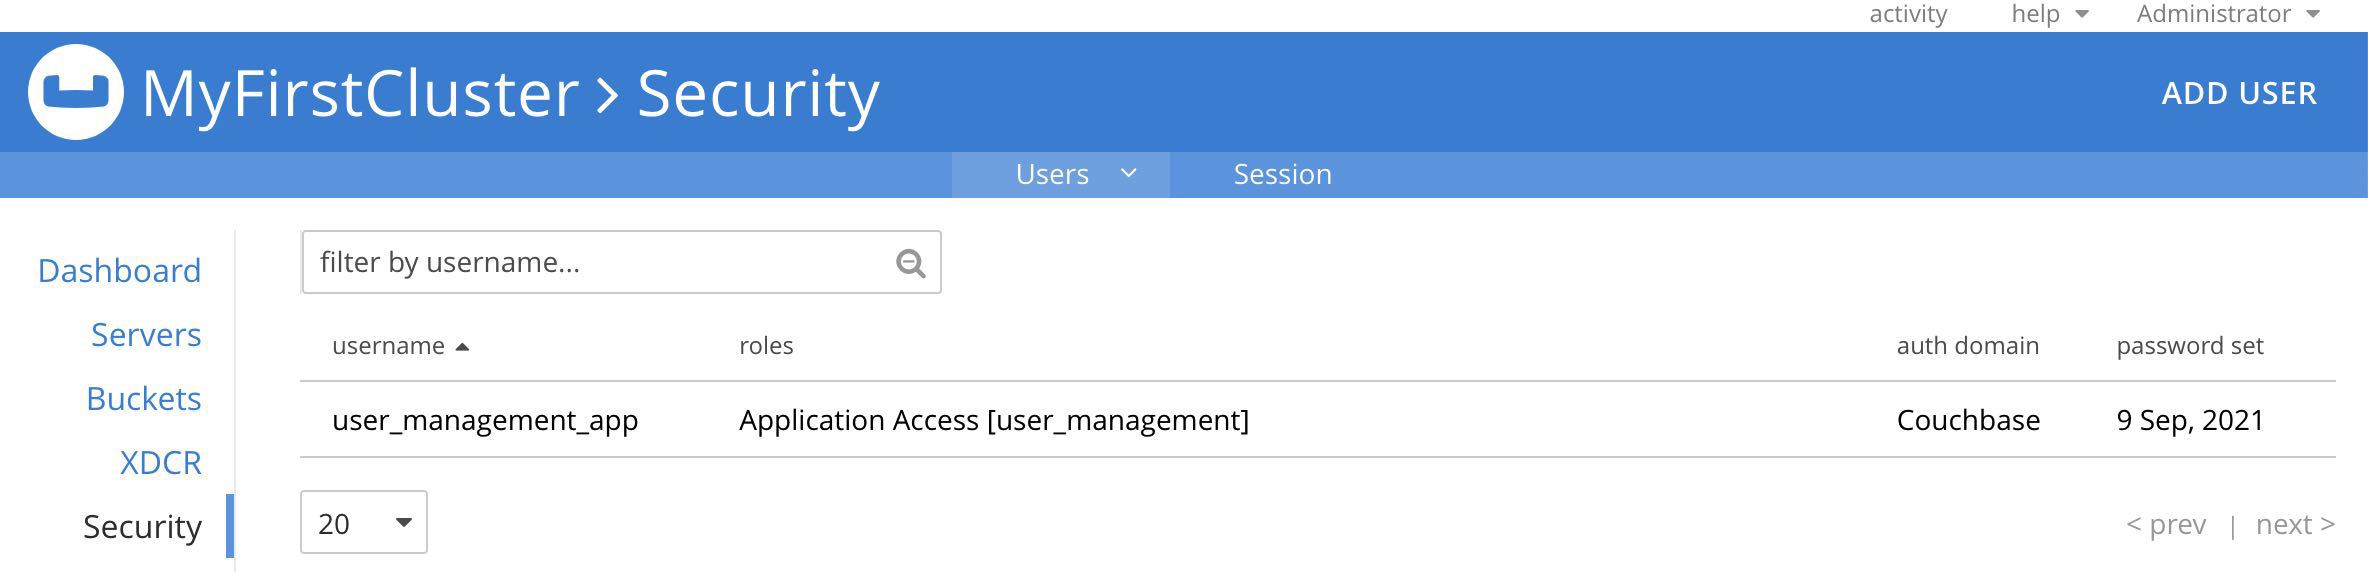 activity help Administrator
MyFirstCluster > Security ADD USER
Users Session
filter by username...
Dashboard
Servers
Buckets
XDCR
Security
username roles auth domain password set
user_management_app Application Access [user_management] Couchbase 9 Sep, 2021
20 < prev | next >